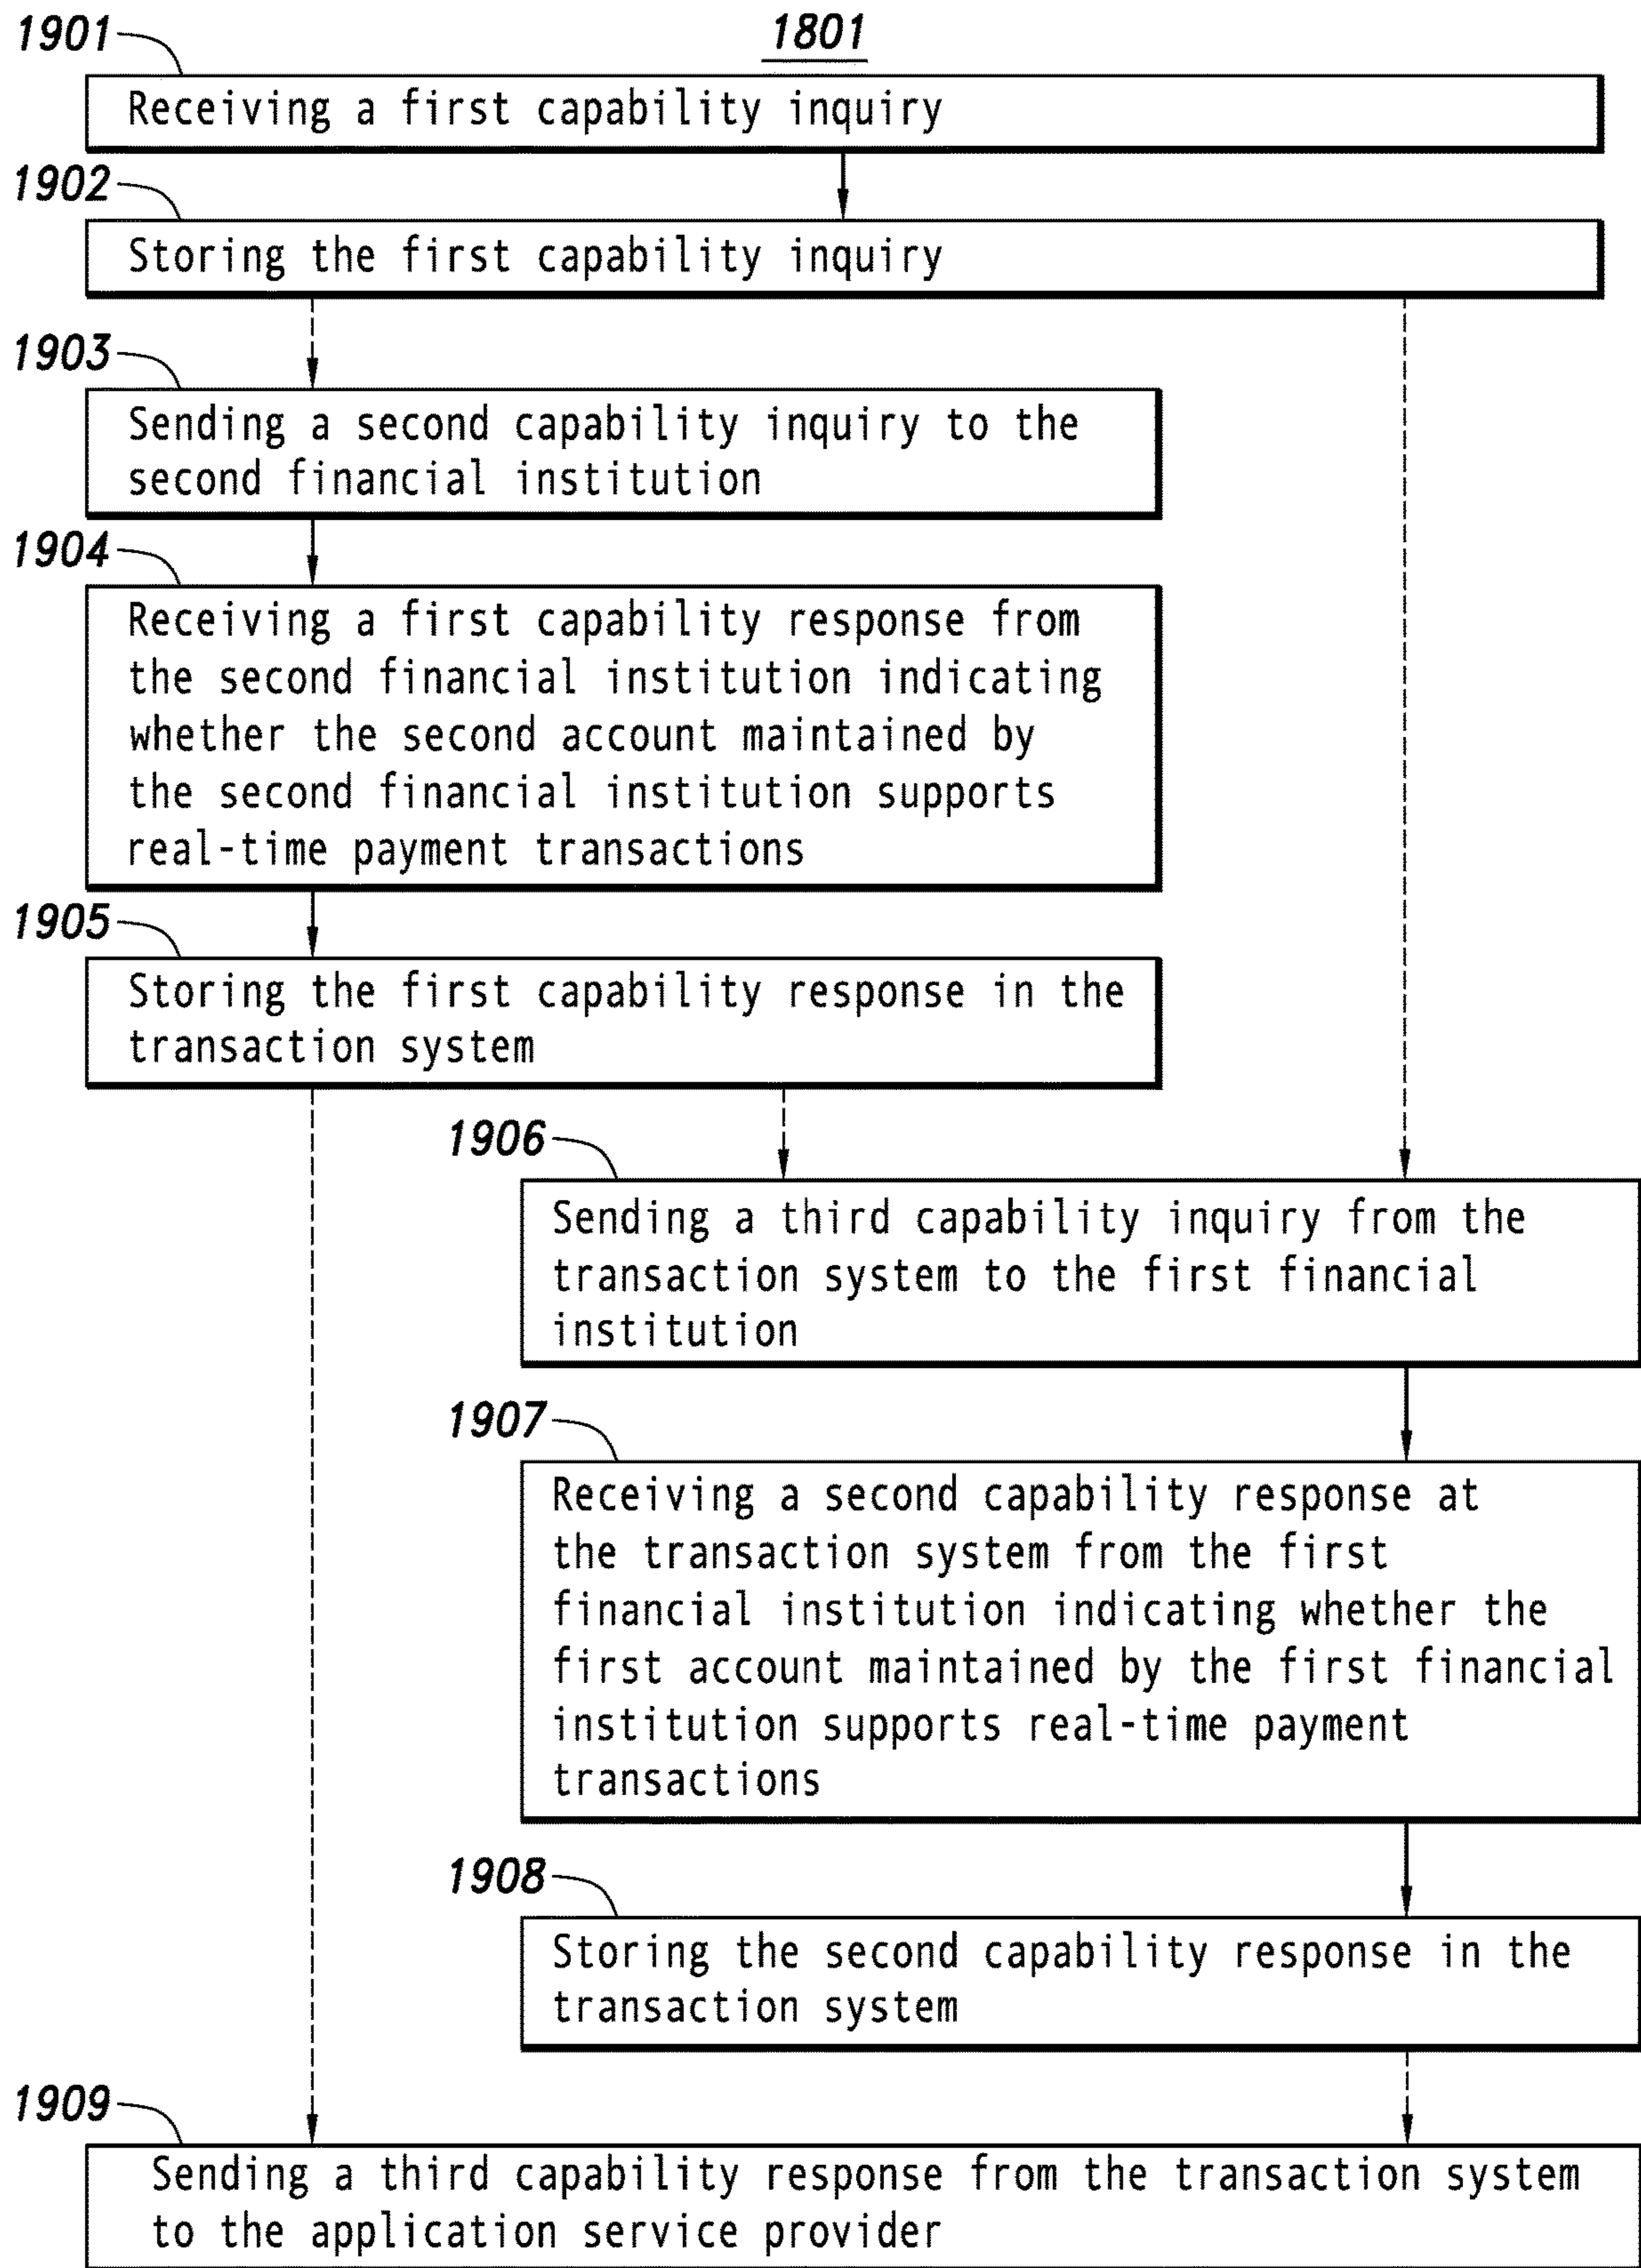 1901
1801
Receiving a first capability inquiry
1902
Storing the first capability inquiry
1903
Sending a second capability inquiry to the
second financial institution
1904
Receiving a first capability response from
the second financial institution indicating
whether the second account maintained by
the second financial institution supports
real-time payment transactions
1905
Storing the first capability response in the
transaction system
1906
Sending a third capability inquiry from the
transaction system to the first financial
institution
1907
Receiving a second capability response at
the transaction system from the first
financial institution indicating whether the
first account maintained by the first financial
institution supports real-time payment
transactions
1908
Storing the second capability response in the
transaction system
1909
Sending a third capability response from the transaction system
to the application service provider